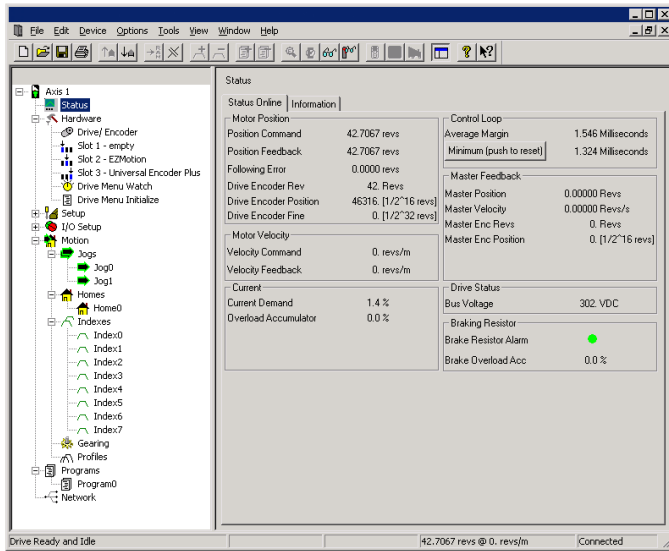 File Edit Device Options Tools View Window Help
Axis 1
Status
Hardware
Drive/ Encoder
Slot 1 - empty
Slot 2 - EZMotion
Slot 3 - Universal Encoder Plus
Drive Menu Watch
Drive Menu Initialize
Setup
I/O Setup
Motion
Jogs
Jog0
Jog1
Homes
Home0
Indexes
Index0
Index1
Index2
Index3
Index4
Index5
Index6
Index7
Gearing
Profiles
Programs
Program0
Network
Status
Status Online Information
Motor Position
Position Command 42.7067 revs
Position Feedback 42.7067 revs
Following Error 0.0000 revs
Drive Encoder Rev 42. Revs
Drive Encoder Position 46316. [1/2^16 revs]
Drive Encoder Fine 0. [1/2^32 revs]
Motor Velocity
Velocity Command 0. revs/m
Velocity Feedback 0. revs/m
Current
Current Demand 1.4 %
Overload Accumulator 0.0 %
Control Loop
Average Margin 1.546 Milliseconds
Minimum (push to reset) 1.324 Milliseconds
Master Feedback
Master Position 0.00000 Revs
Master Velocity 0.00000 Revs/s
Master Enc Revs 0. Revs
Master Enc Position 0. [1/2^16 revs]
Drive Status
Bus Voltage 302. VDC
Braking Resistor
Brake Resistor Alarm
Brake Overload Acc 0.0 %
Drive Ready and Idle 42.7067 revs @ 0. revs/m Connected